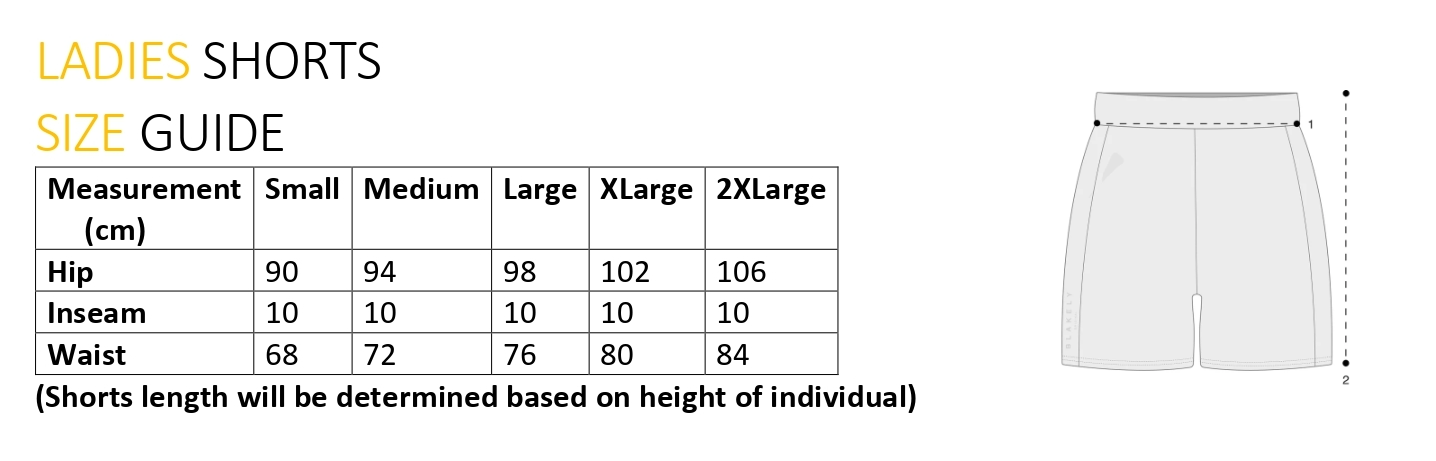 LADIES SHORTS
SIZE GUIDE
Measurement (cm) Small Medium Large XLarge 2XLarge
Hip 90 94 98 102 106
Inseam 10 10 10 10 10
Waist 68 72 76 80 84
(Shorts length will be determined based on height of individual)
1
BLAKELY
2